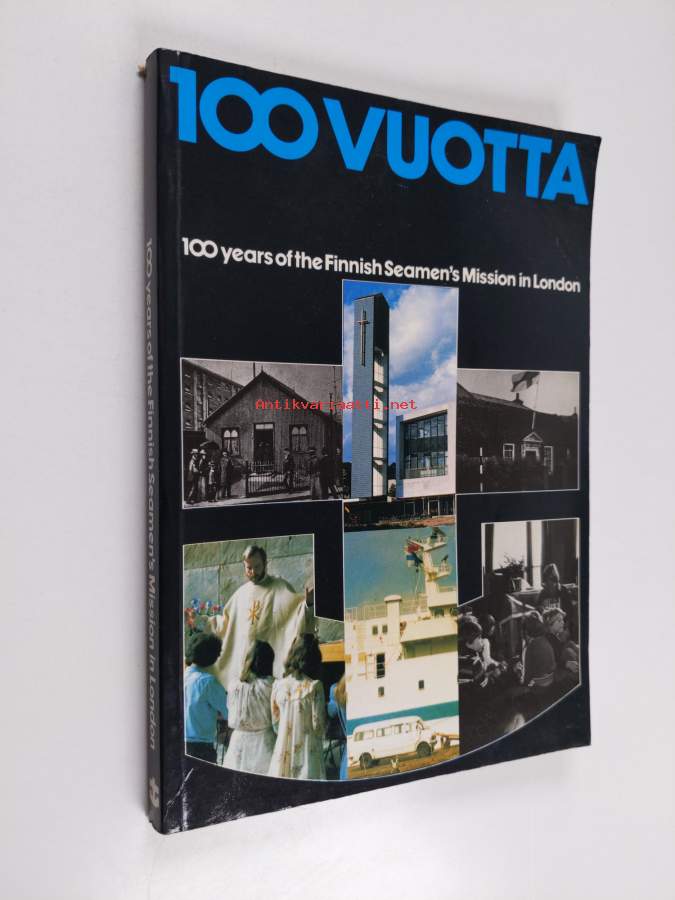 100 VUOTTA
100 years of the Finnish Seamen's Mission in London
Antikvariaatti.net
100 years of the Finnish Seamen's Mission in London